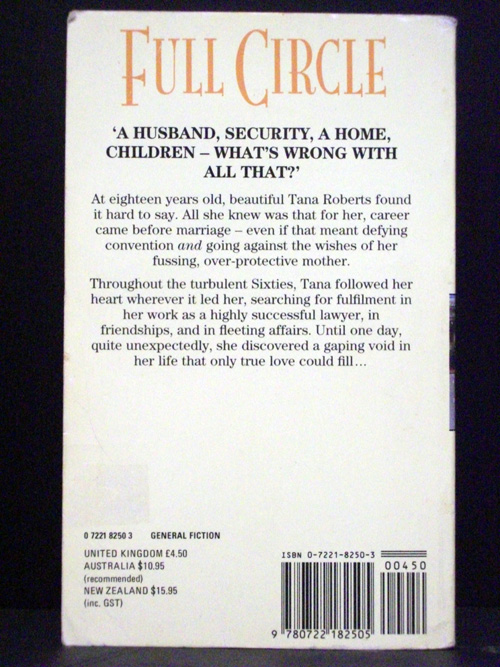 FULL CIRCLE
‘A HUSBAND, SECURITY, A HOME,
CHILDREN – WHAT’S WRONG WITH
ALL THAT?’
At eighteen years old, beautiful Tana Roberts found
it hard to say. All she knew was that for her, career
came before marriage – even if that meant defying
convention and going against the wishes of her
fussing, over-protective mother.
Throughout the turbulent Sixties, Tana followed her
heart wherever it led her, searching for fulfilment in
her work as a highly successful lawyer, in
friendships, and in fleeting affairs. Until one day,
quite unexpectedly, she discovered a gaping void in
her life that only true love could fill…
0 7221 8250 3 GENERAL FICTION
UNITED KINGDOM £4.50
AUSTRALIA $10.95
(recommended)
NEW ZEALAND $15.95
(inc. GST)
ISBN 0-7221-8250-3
00450
9 780722 182505